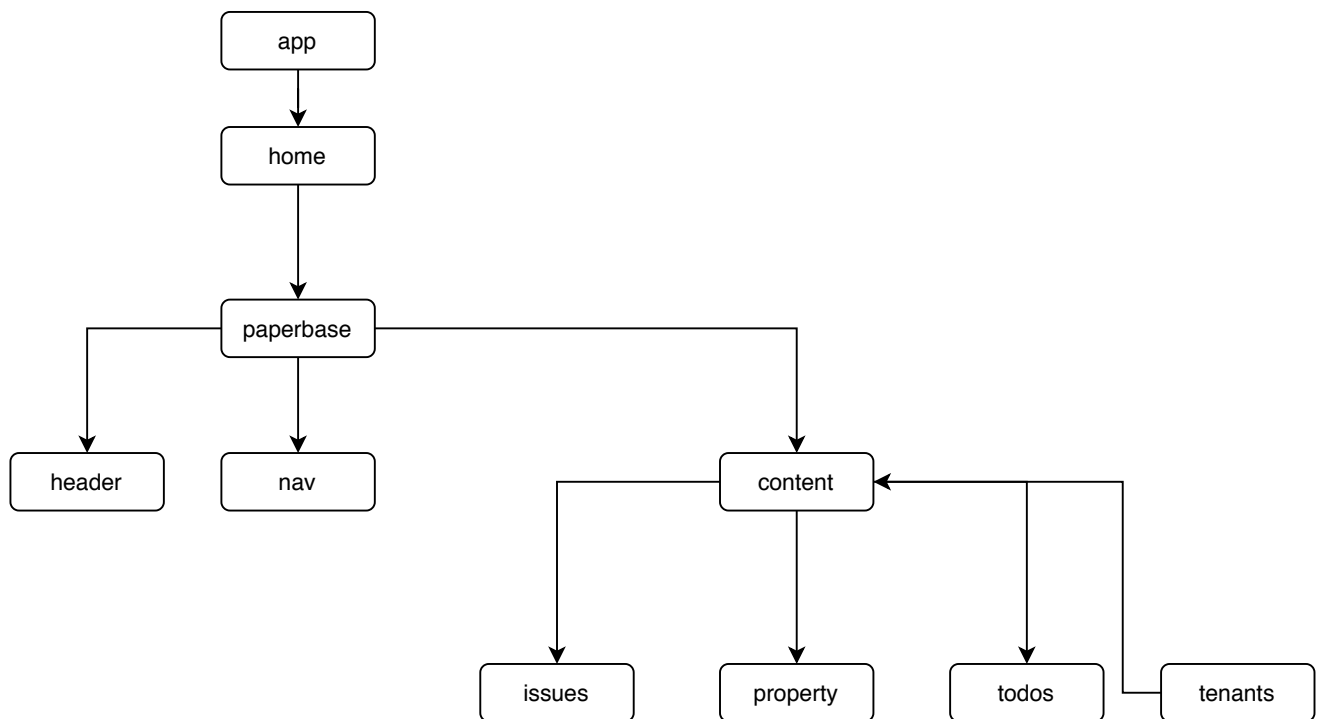 app
home
paperbase
header
nav
content
issues
property
todos
tenants